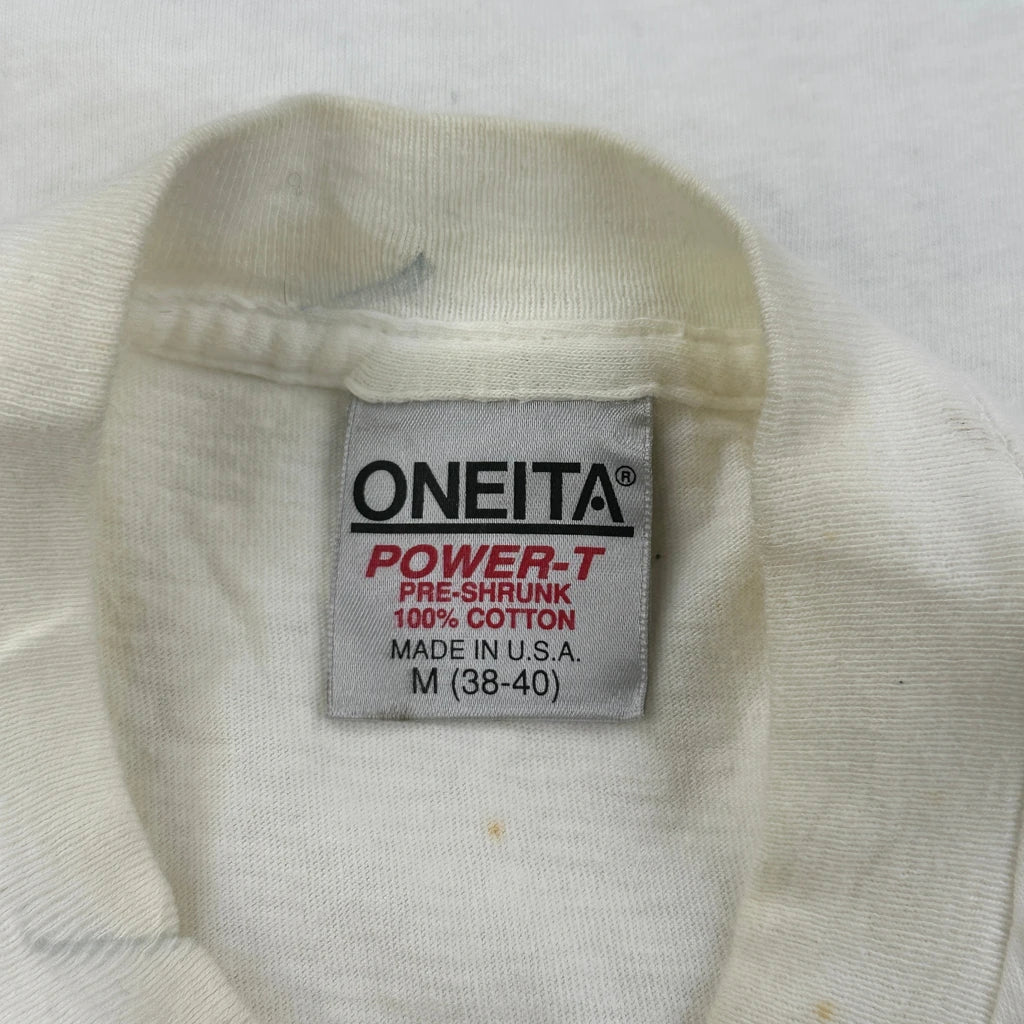 ONEITA®
POWER-T
PRE-SHRUNK
100% COTTON
MADE IN U.S.A.
M (38-40)